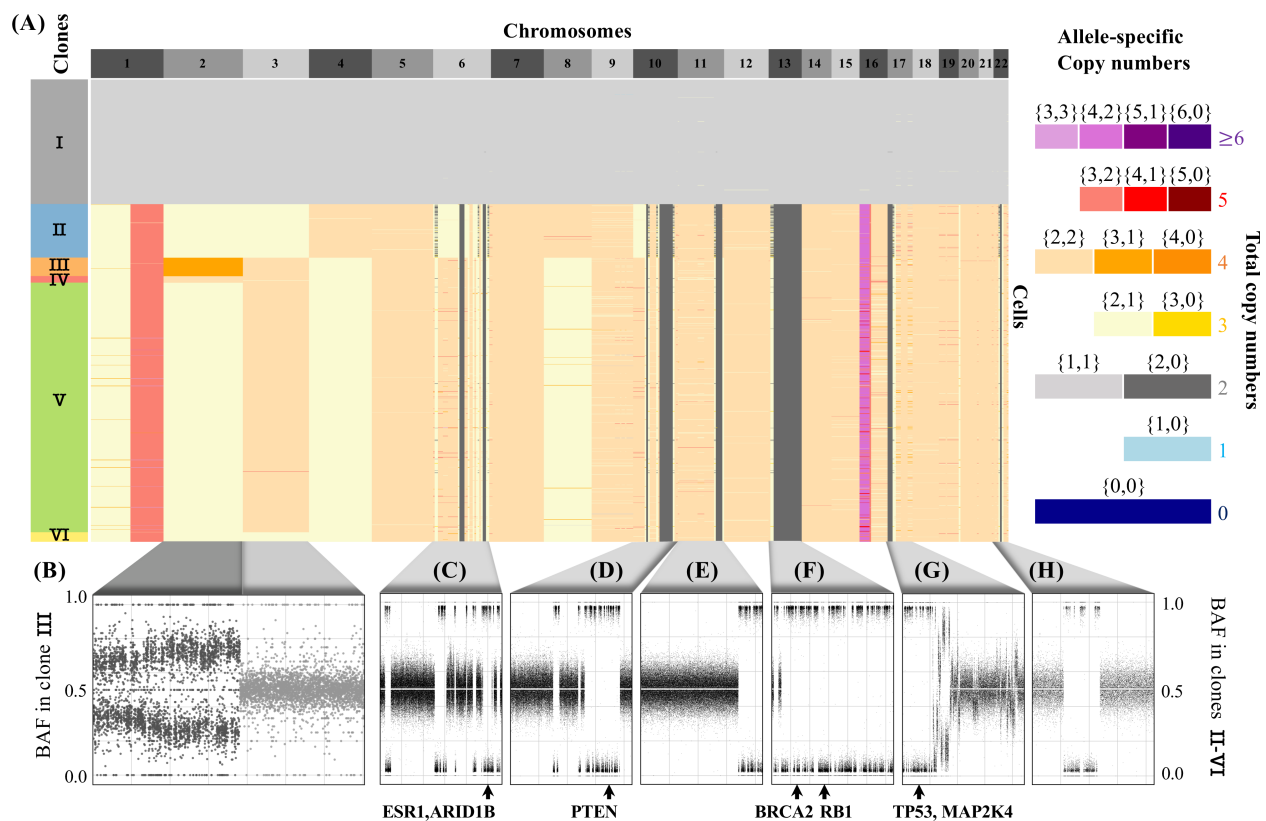 (A)
Clones
Chromosomes
1 2 3 4 5 6 7 8 9 10 11 12 13 14 15 16 17 18 19 20 21 22
I
II
III
IV
V
VI
Cells
Allele-specific
Copy numbers
{3,3} {4,2} {5,1} {6,0}
≥6
{3,2} {4,1} {5,0}
5
{2,2} {3,1} {4,0}
4
{2,1} {3,0}
3
{1,1} {2,0}
2
{1,0}
1
{0,0}
0
Total copy numbers
(B) (C) (D) (E) (F) (G) (H)
BAF in clone III
1.0
0.5
0.0
1.0
0.5
0.0
BAF in clones II-VI
ESR1,ARID1B
PTEN
BRCA2 RB1
TP53, MAP2K4